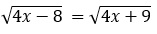 √4x − 8 = √4x + 9